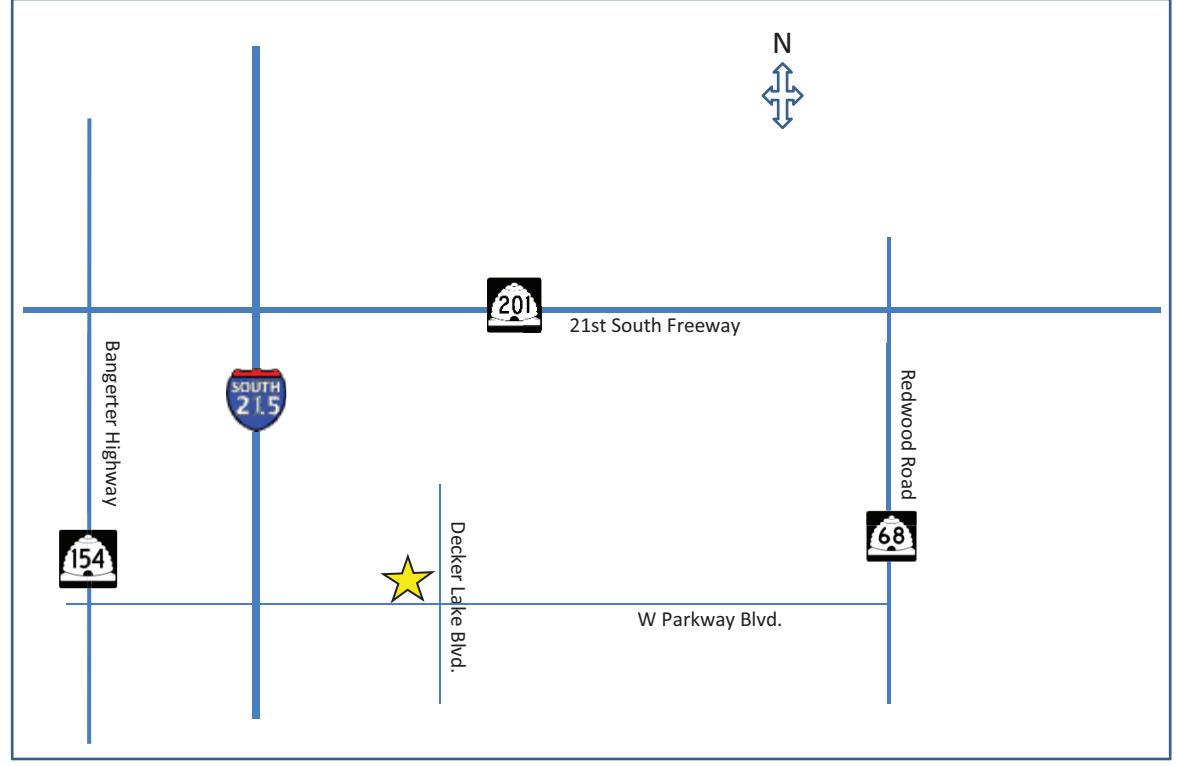 N
201
21st South Freeway
Bangerter Highway
SOUTH
215
Redwood Road
154
68
Decker Lake Blvd.
W Parkway Blvd.